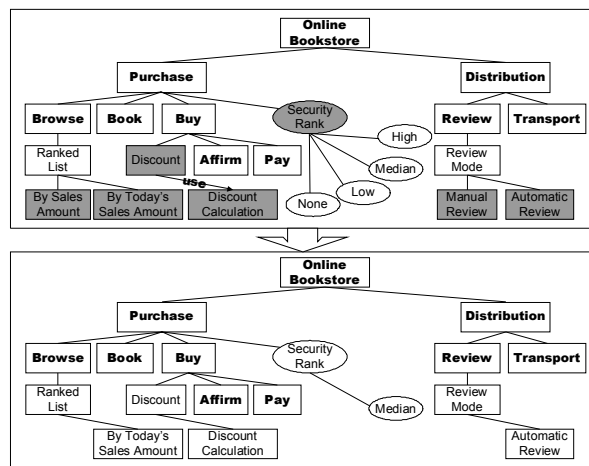 Online
Bookstore
Purchase
Distribution
Browse
Book
Buy
Security
Rank
Review
Transport
High
Ranked
List
Discount
Affirm
Pay
Review
Mode
Median
use
Low
By Sales
Amount
By Today's
Sales Amount
Discount
Calculation
None
Manual
Review
Automatic
Review
Online
Bookstore
Purchase
Distribution
Browse
Book
Buy
Security
Rank
Review
Transport
Ranked
List
Discount
Affirm
Pay
Median
Review
Mode
By Today's
Sales Amount
Discount
Calculation
Automatic
Review